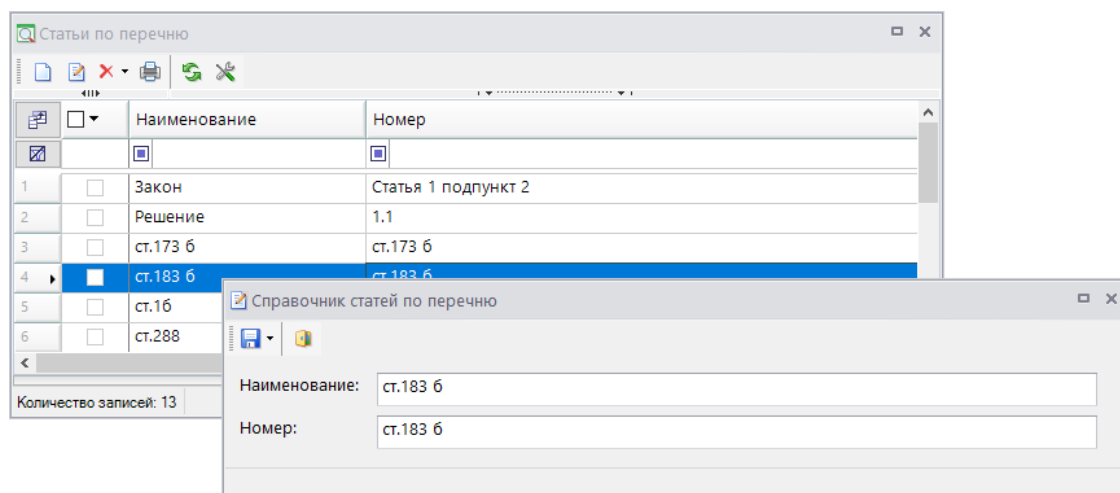 Статьи по перечню
Наименование Номер
1 Закон Статья 1 подпункт 2
2 Решение 1.1
3 ст.173 б ст.173 б
4 ст.183 б ст.183 б
5 ст.1б
6 ст.288
Количество записей: 13
Справочник статей по перечню
Наименование: ст.183 б
Номер: ст.183 б